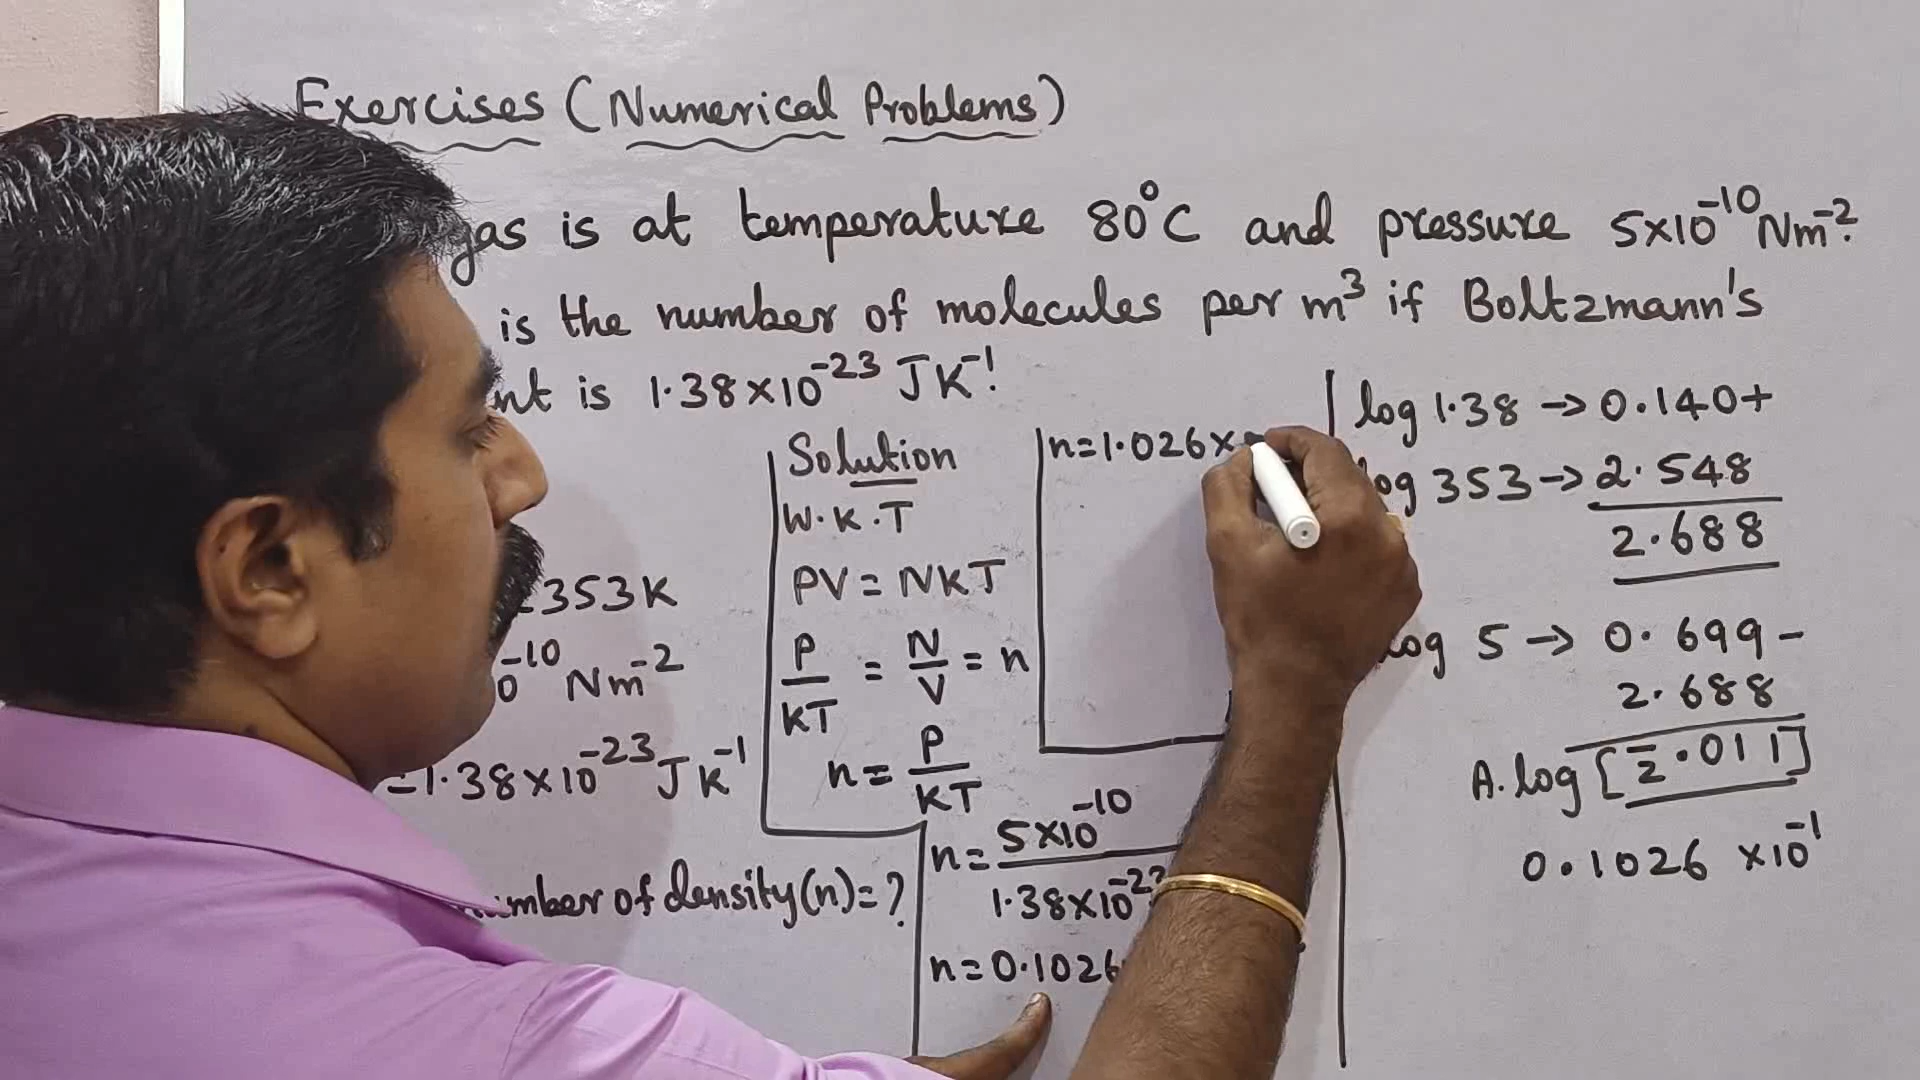 Exercises (Numerical Problems)
gas is at temperature 80°C and pressure 5×10⁻¹⁰ Nm⁻².
is the number of molecules per m³ if Boltzmann's
is 1.38×10⁻²³ JK⁻¹.
353K
⁻¹⁰ Nm⁻²
=1.38×10⁻²³ JK⁻¹
of density(n)=?
Solution
W.K.T
PV = NKT
P/KT = N/V = n
n = P/KT
n = 5×10⁻¹⁰
1.38×10⁻²³
n=0.1026
n=1.026×
log 1.38 → 0.140+
log 353 → 2.548
2.688
log 5 → 0.699 -
2.688
A.log [2̄.011]
0.1026 ×10⁻¹